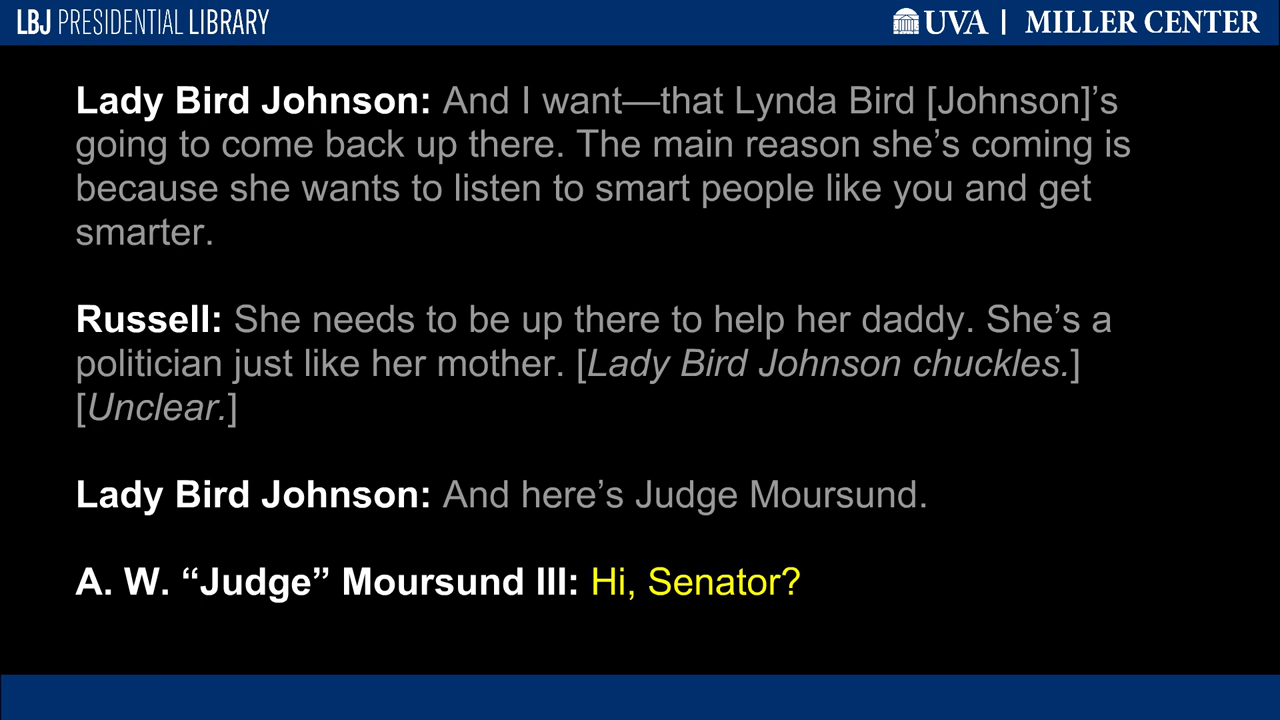 LBJ PRESIDENTIAL LIBRARY
UVA | MILLER CENTER
Lady Bird Johnson: And I want—that Lynda Bird [Johnson]’s
going to come back up there. The main reason she’s coming is
because she wants to listen to smart people like you and get
smarter.
Russell: She needs to be up there to help her daddy. She’s a
politician just like her mother. [Lady Bird Johnson chuckles.]
[Unclear.]
Lady Bird Johnson: And here’s Judge Moursund.
A. W. “Judge” Moursund III: Hi, Senator?